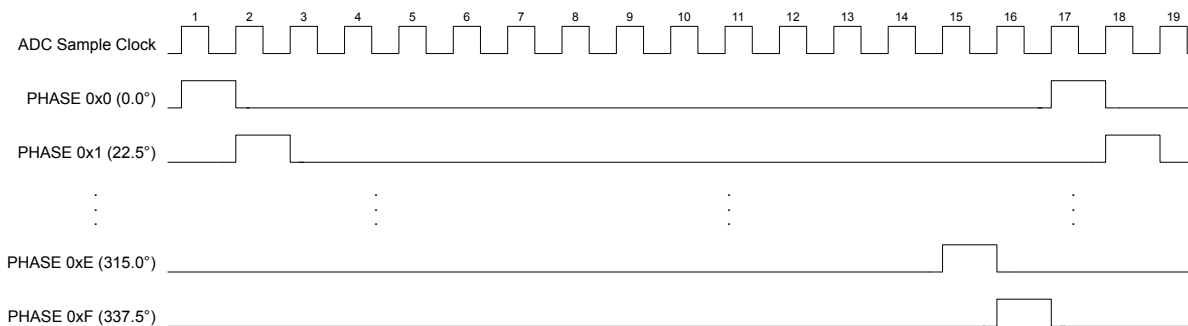 1 2 3 4 5 6 7 8 9 10 11 12 13 14 15 16 17 18 19
ADC Sample Clock
PHASE 0x0 (0.0°)
PHASE 0x1 (22.5°)
PHASE 0xE (315.0°)
PHASE 0xF (337.5°)